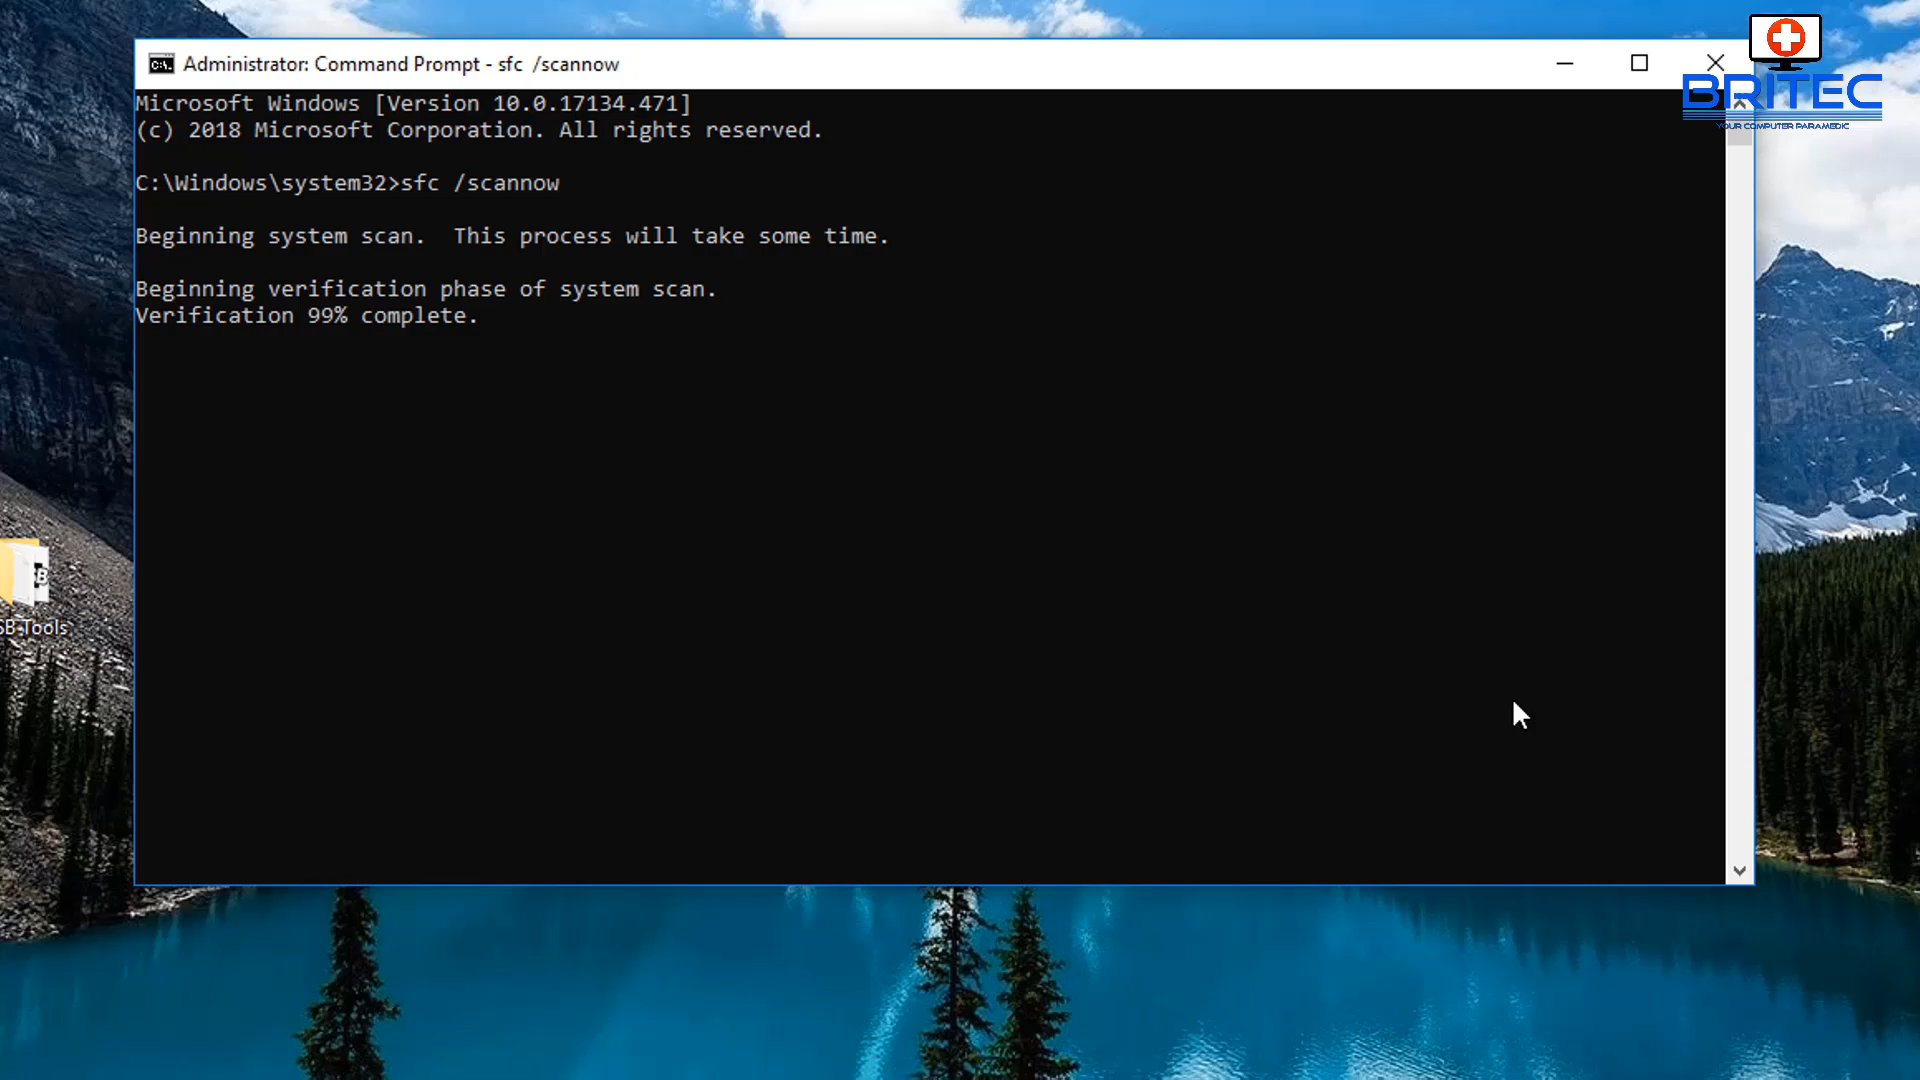 Administrator: Command Prompt - sfc /scannow
BRITEC
YOUR COMPUTER PARAMEDIC
Microsoft Windows [Version 10.0.17134.471]
(c) 2018 Microsoft Corporation. All rights reserved.
C:\Windows\system32>sfc /scannow
Beginning system scan.  This process will take some time.
Beginning verification phase of system scan.
Verification 99% complete.
SB Tools